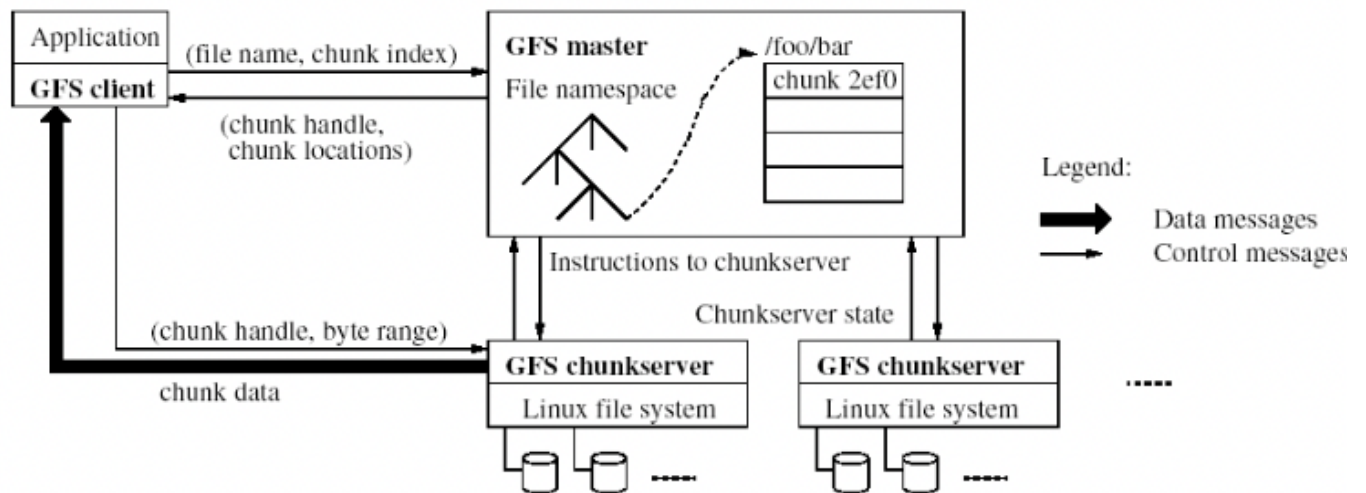 Application
GFS client
(file name, chunk index)
(chunk handle,
chunk locations)
GFS master
File namespace
/foo/bar
chunk 2ef0
Legend:
Data messages
Control messages
Instructions to chunkserver
Chunkserver state
(chunk handle, byte range)
chunk data
GFS chunkserver
Linux file system
GFS chunkserver
Linux file system